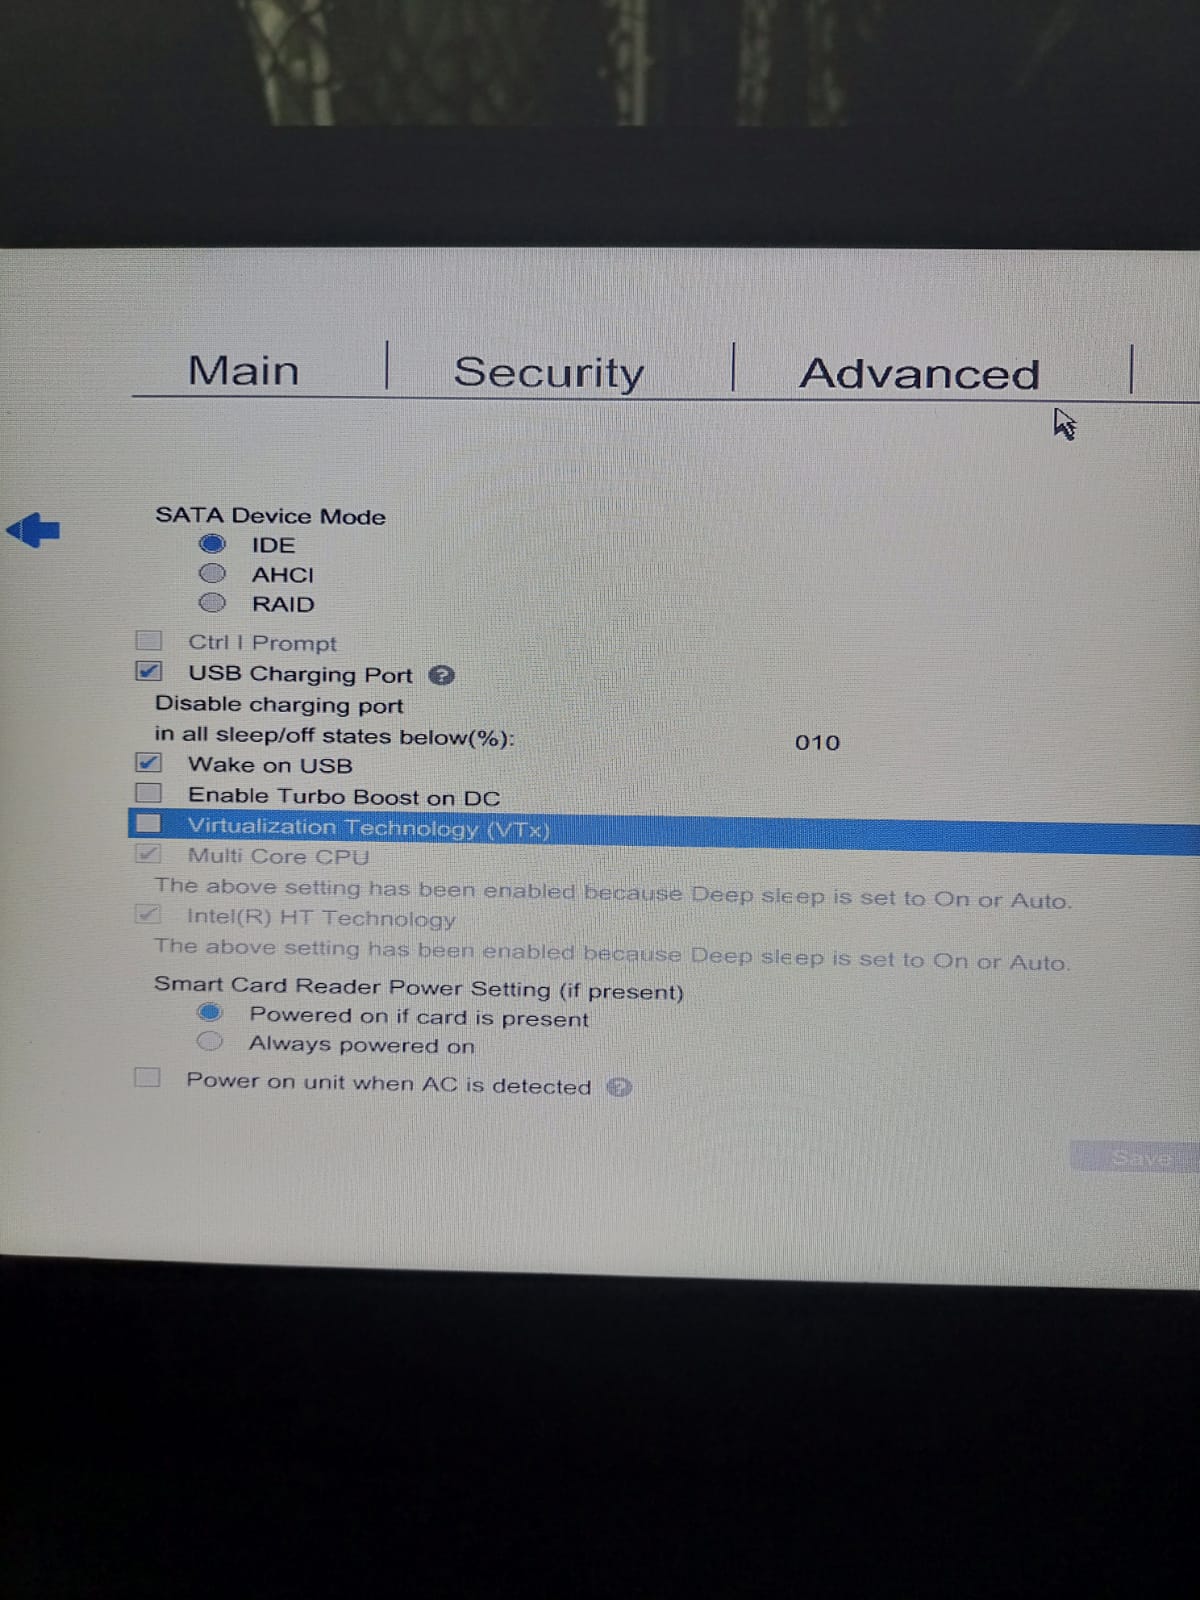 Main | Security | Advanced |
SATA Device Mode
IDE
AHCI
RAID
Ctrl I Prompt
USB Charging Port ?
Disable charging port
in all sleep/off states below(%): 010
Wake on USB
Enable Turbo Boost on DC
Virtualization Technology (VTx)
Multi Core CPU
The above setting has been enabled because Deep sleep is set to On or Auto.
Intel(R) HT Technology
The above setting has been enabled because Deep sleep is set to On or Auto.
Smart Card Reader Power Setting (if present)
Powered on if card is present
Always powered on
Power on unit when AC is detected ?
Save